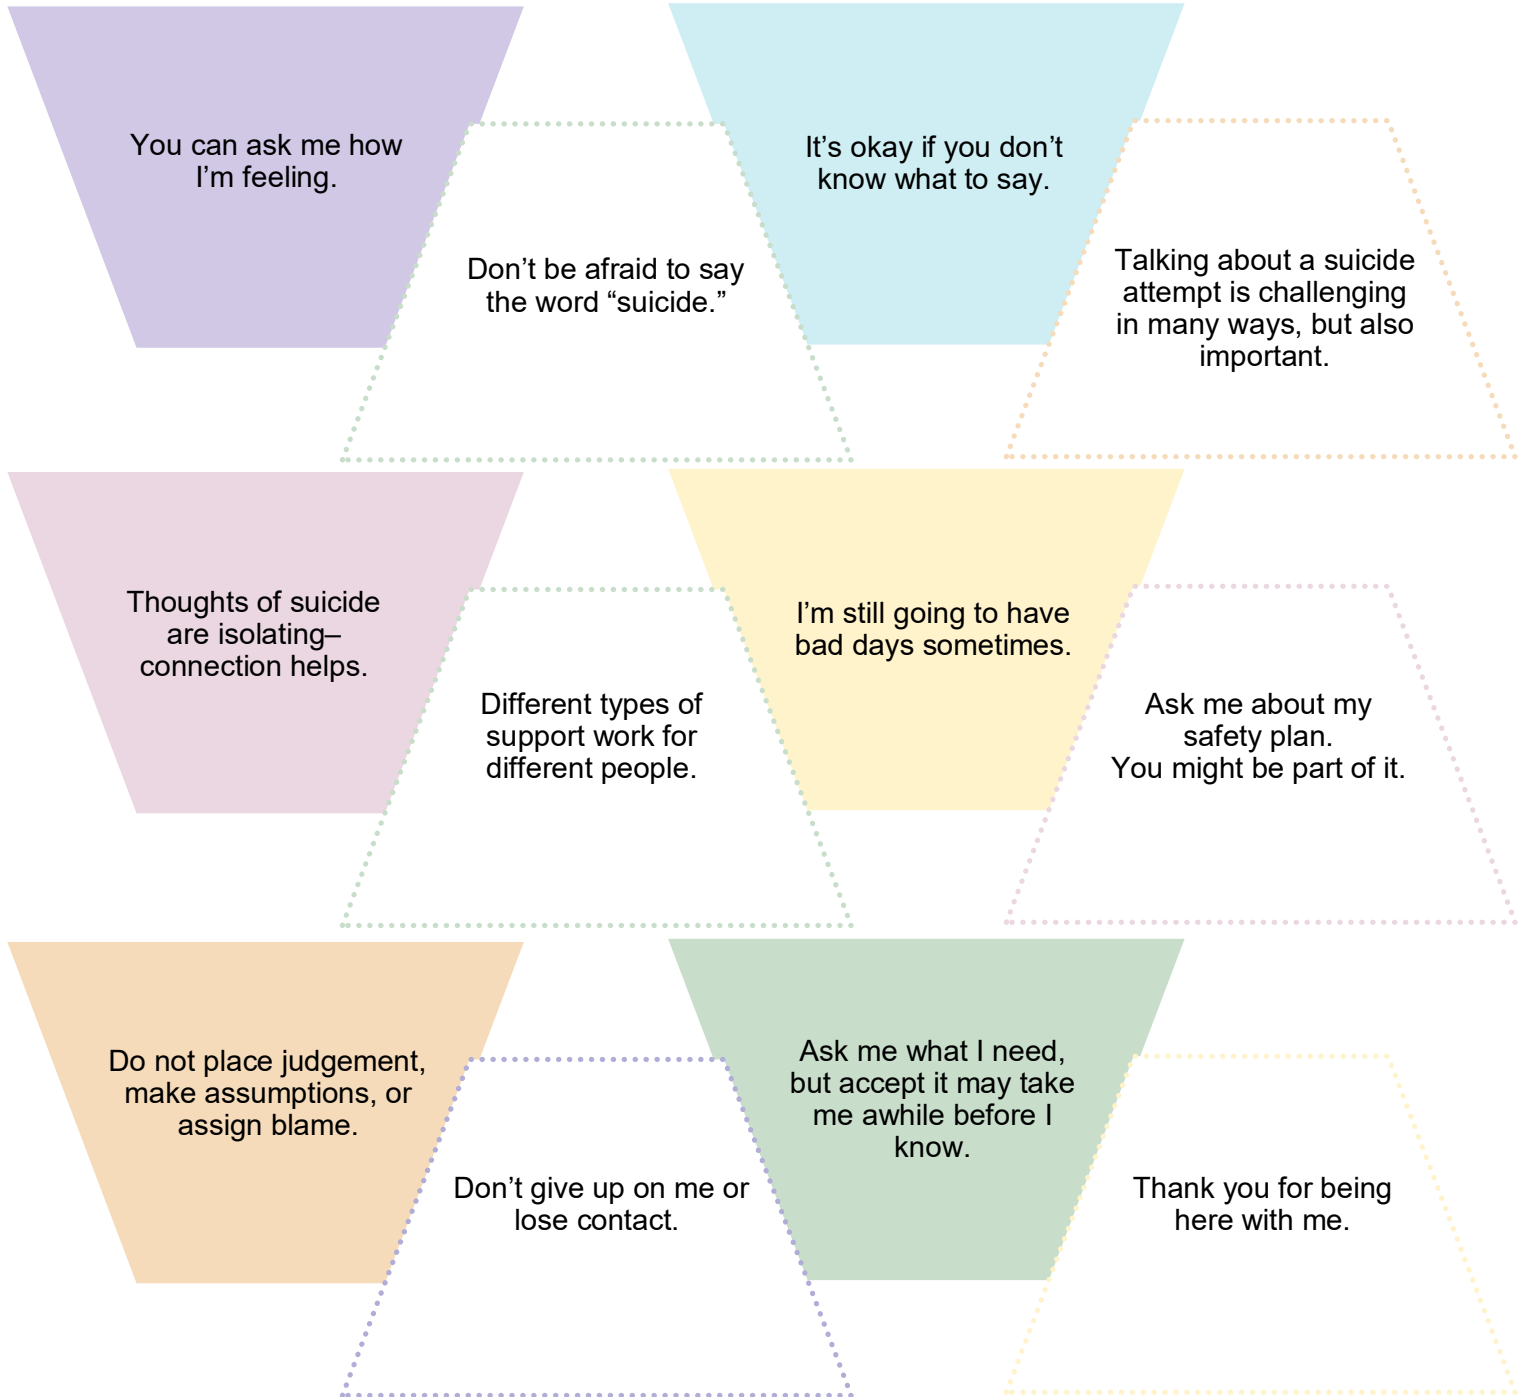 You can ask me how
I’m feeling.
Don’t be afraid to say
the word “suicide.”
It’s okay if you don’t
know what to say.
Talking about a suicide
attempt is challenging
in many ways, but also
important.
Thoughts of suicide
are isolating–
connection helps.
Different types of
support work for
different people.
I’m still going to have
bad days sometimes.
Ask me about my
safety plan.
You might be part of it.
Do not place judgement,
make assumptions, or
assign blame.
Don’t give up on me or
lose contact.
Ask me what I need,
but accept it may take
me awhile before I
know.
Thank you for being
here with me.